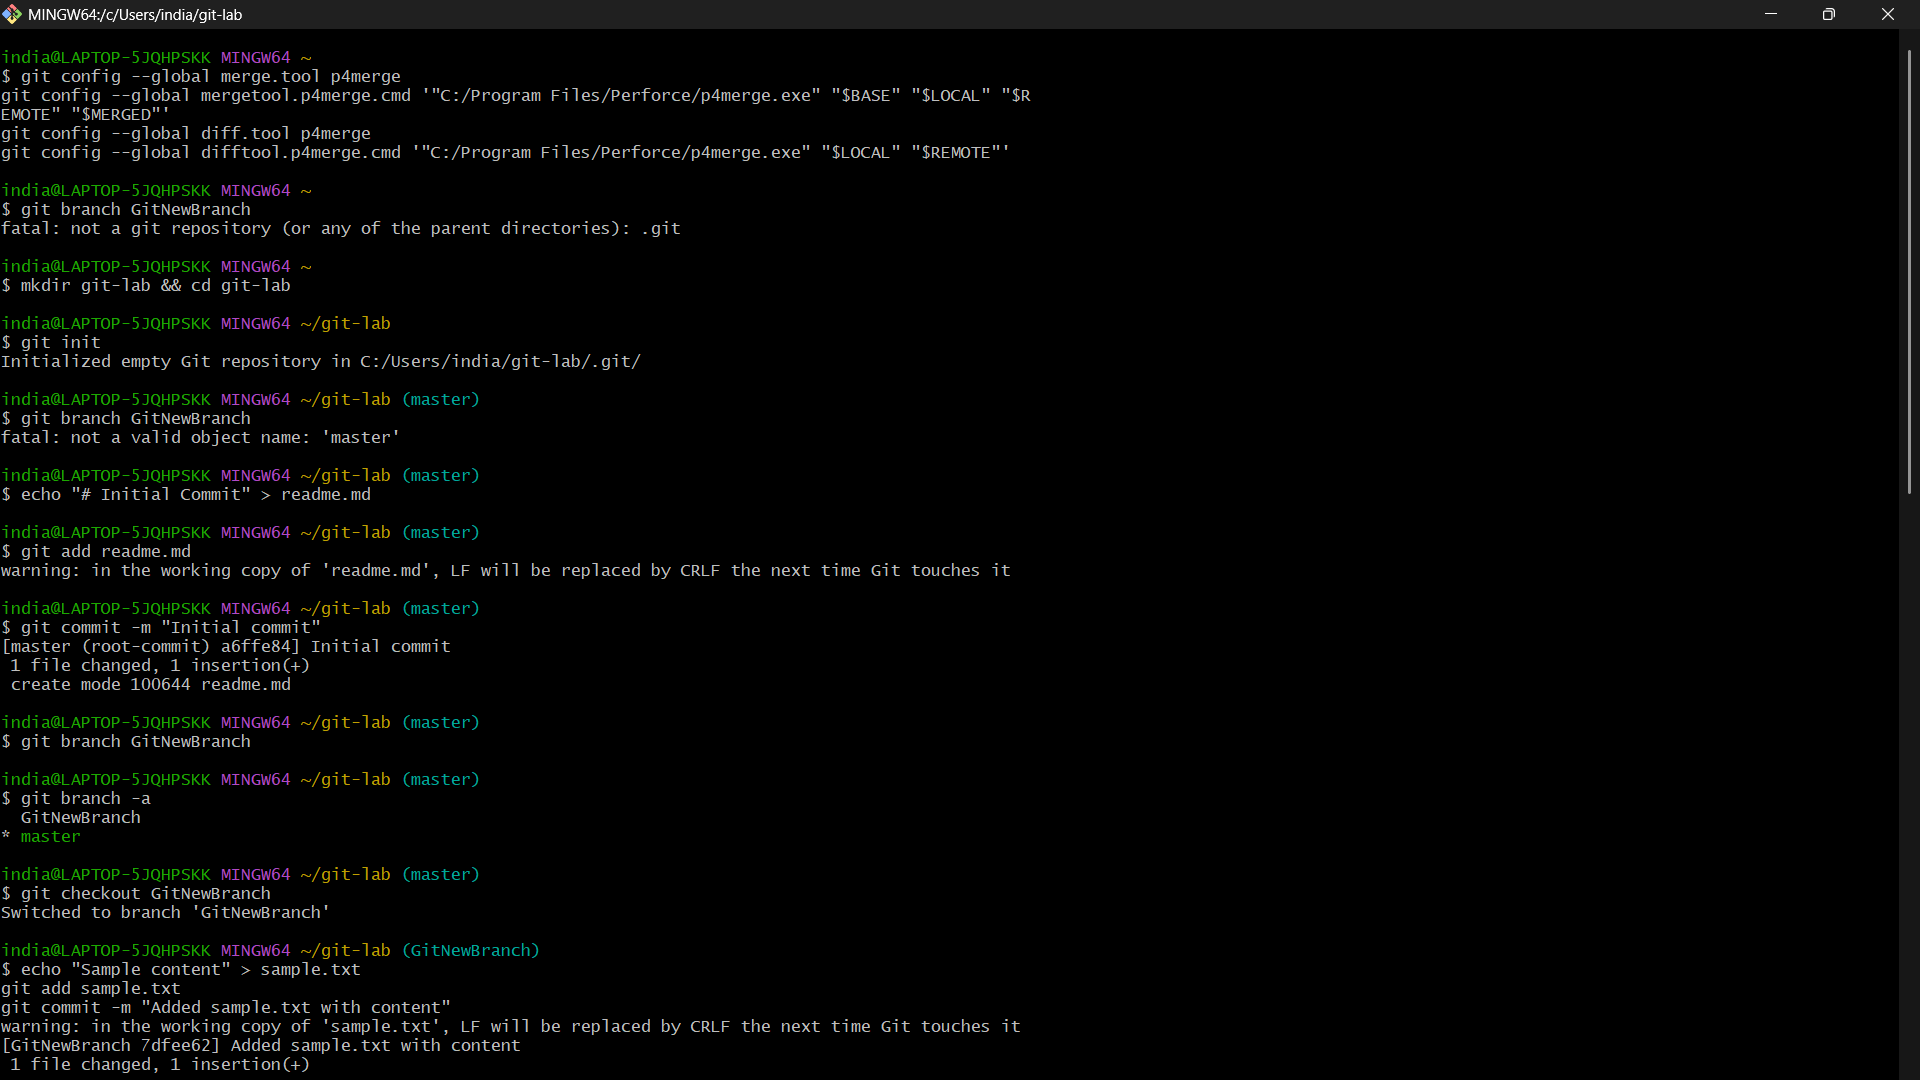 MINGW64:/c/Users/india/git-lab
india@LAPTOP-5JQHPSKK MINGW64 ~
$ git config --global merge.tool p4merge
git config --global mergetool.p4merge.cmd '"C:/Program Files/Perforce/p4merge.exe" "$BASE" "$LOCAL" "$R
EMOTE" "$MERGED"'
git config --global diff.tool p4merge
git config --global difftool.p4merge.cmd '"C:/Program Files/Perforce/p4merge.exe" "$LOCAL" "$REMOTE"'
india@LAPTOP-5JQHPSKK MINGW64 ~
$ git branch GitNewBranch
fatal: not a git repository (or any of the parent directories): .git
india@LAPTOP-5JQHPSKK MINGW64 ~
$ mkdir git-lab && cd git-lab
india@LAPTOP-5JQHPSKK MINGW64 ~/git-lab
$ git init
Initialized empty Git repository in C:/Users/india/git-lab/.git/
india@LAPTOP-5JQHPSKK MINGW64 ~/git-lab (master)
$ git branch GitNewBranch
fatal: not a valid object name: 'master'
india@LAPTOP-5JQHPSKK MINGW64 ~/git-lab (master)
$ echo "# Initial Commit" > readme.md
india@LAPTOP-5JQHPSKK MINGW64 ~/git-lab (master)
$ git add readme.md
warning: in the working copy of 'readme.md', LF will be replaced by CRLF the next time Git touches it
india@LAPTOP-5JQHPSKK MINGW64 ~/git-lab (master)
$ git commit -m "Initial commit"
[master (root-commit) a6ffe84] Initial commit
 1 file changed, 1 insertion(+)
 create mode 100644 readme.md
india@LAPTOP-5JQHPSKK MINGW64 ~/git-lab (master)
$ git branch GitNewBranch
india@LAPTOP-5JQHPSKK MINGW64 ~/git-lab (master)
$ git branch -a
  GitNewBranch
* master
india@LAPTOP-5JQHPSKK MINGW64 ~/git-lab (master)
$ git checkout GitNewBranch
Switched to branch 'GitNewBranch'
india@LAPTOP-5JQHPSKK MINGW64 ~/git-lab (GitNewBranch)
$ echo "Sample content" > sample.txt
git add sample.txt
git commit -m "Added sample.txt with content"
warning: in the working copy of 'sample.txt', LF will be replaced by CRLF the next time Git touches it
[GitNewBranch 7dfee62] Added sample.txt with content
 1 file changed, 1 insertion(+)